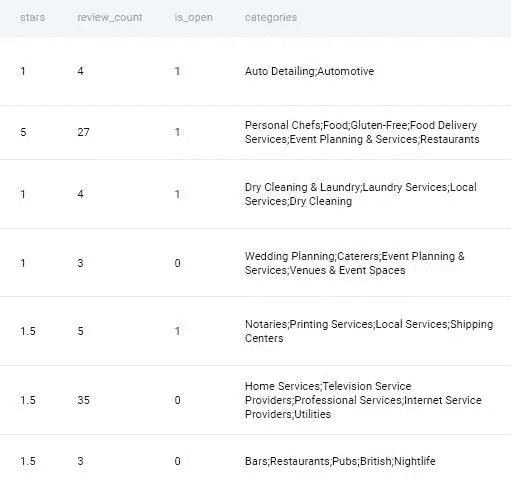 stars review_count is_open categories
1 4 1 Auto Detailing;Automotive
5 27 1 Personal Chefs;Food;Gluten-Free;Food Delivery
Services;Event Planning & Services;Restaurants
1 4 1 Dry Cleaning & Laundry;Laundry Services;Local
Services;Dry Cleaning
1 3 0 Wedding Planning;Caterers;Event Planning &
Services;Venues & Event Spaces
1.5 5 1 Notaries;Printing Services;Local Services;Shipping
Centers
1.5 35 0 Home Services;Television Service
Providers;Professional Services;Internet Service
Providers;Utilities
1.5 3 0 Bars;Restaurants;Pubs;British;Nightlife